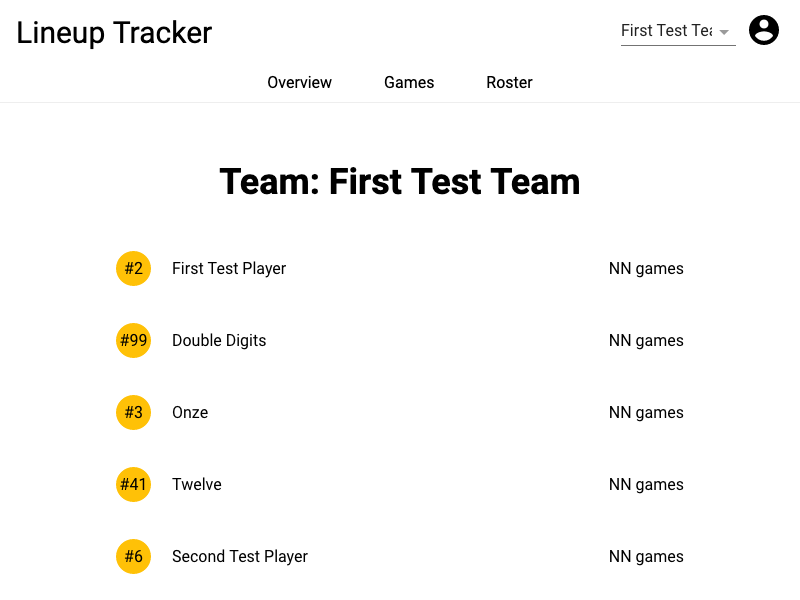 Lineup Tracker
First Test Tea
Overview Games Roster
Team: First Test Team
#2 First Test Player NN games
#99 Double Digits NN games
#3 Onze NN games
#41 Twelve NN games
#6 Second Test Player NN games